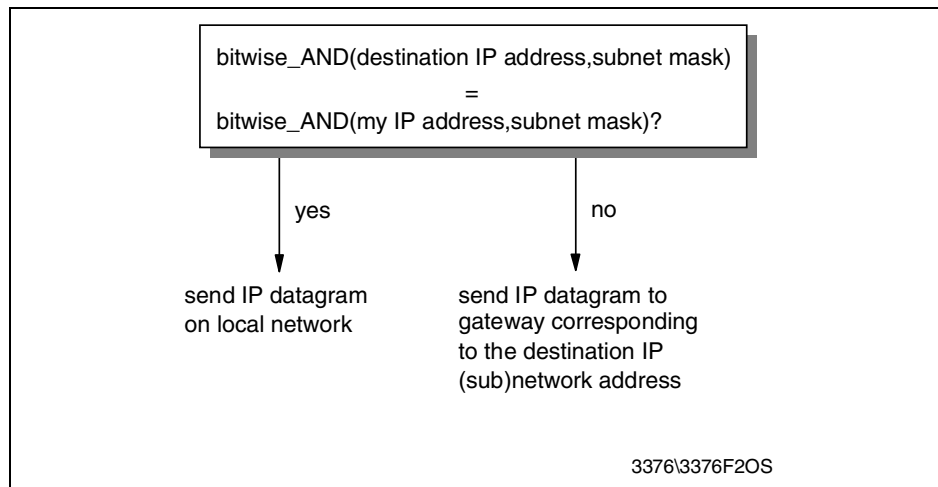 bitwise_AND(destination IP address,subnet mask)
=
bitwise_AND(my IP address,subnet mask)?
yes
no
send IP datagram
on local network
send IP datagram to
gateway corresponding
to the destination IP
(sub)network address
3376\3376F2OS